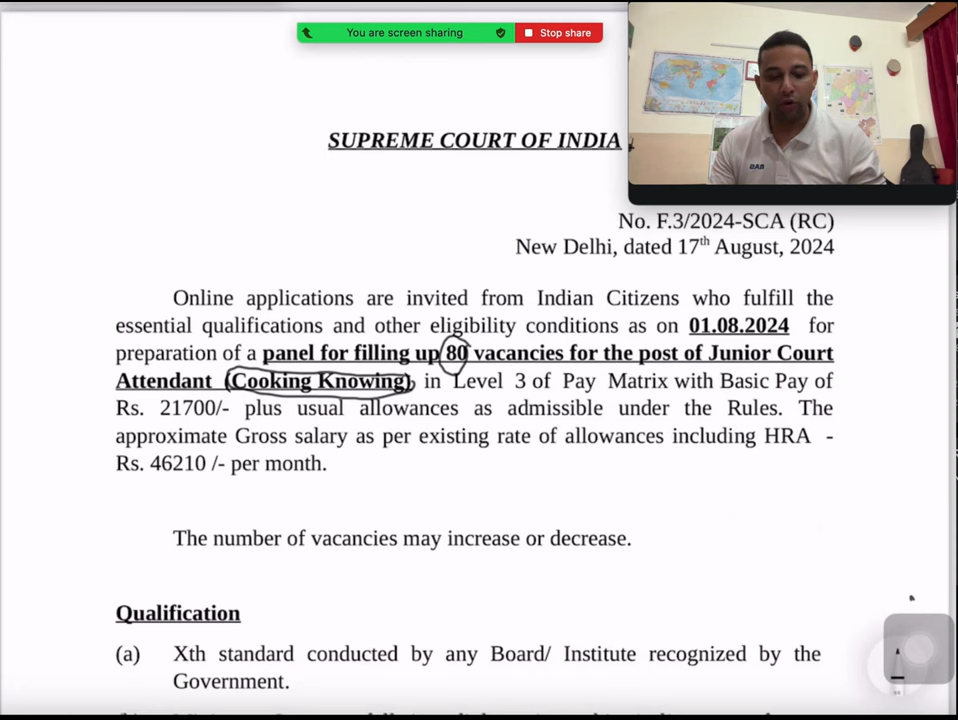 You are screen sharing
Stop share
SUPREME COURT OF INDIA
No. F.3/2024-SCA (RC)
New Delhi, dated 17th August, 2024
Online applications are invited from Indian Citizens who fulfill the
essential qualifications and other eligibility conditions as on 01.08.2024 for
preparation of a panel for filling up 80 vacancies for the post of Junior Court
Attendant (Cooking Knowing), in Level 3 of Pay Matrix with Basic Pay of
Rs. 21700/- plus usual allowances as admissible under the Rules. The
approximate Gross salary as per existing rate of allowances including HRA -
Rs. 46210 /- per month.
The number of vacancies may increase or decrease.
Qualification
(a) Xth standard conducted by any Board/ Institute recognized by the
Government.